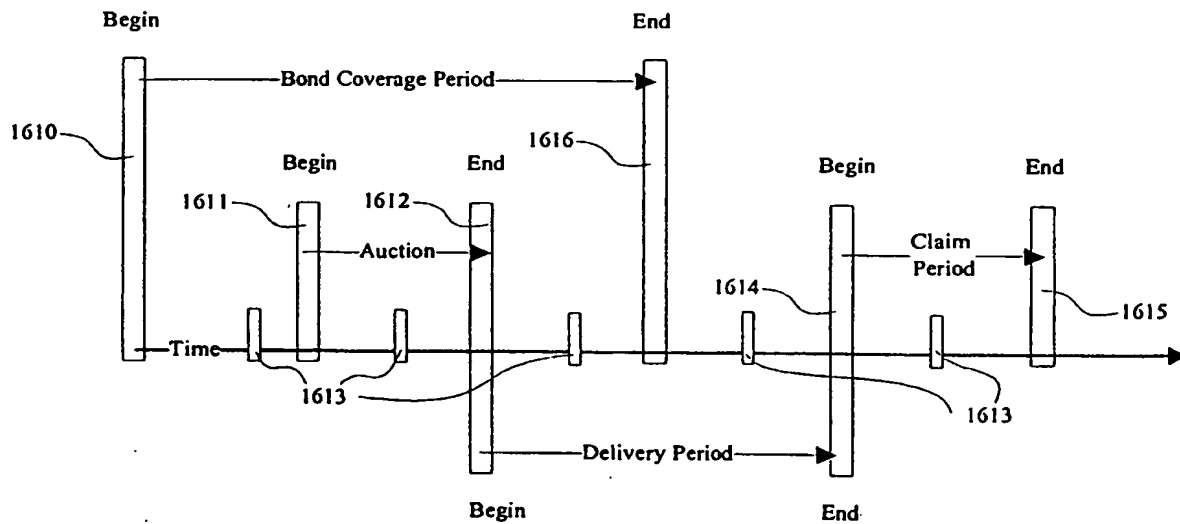 Begin
End
Bond Coverage Period
1610
1616
Begin
End
Begin
End
1611
1612
Auction
Claim
Period
1614
1615
Time
1613
1613
Delivery Period
Begin
End